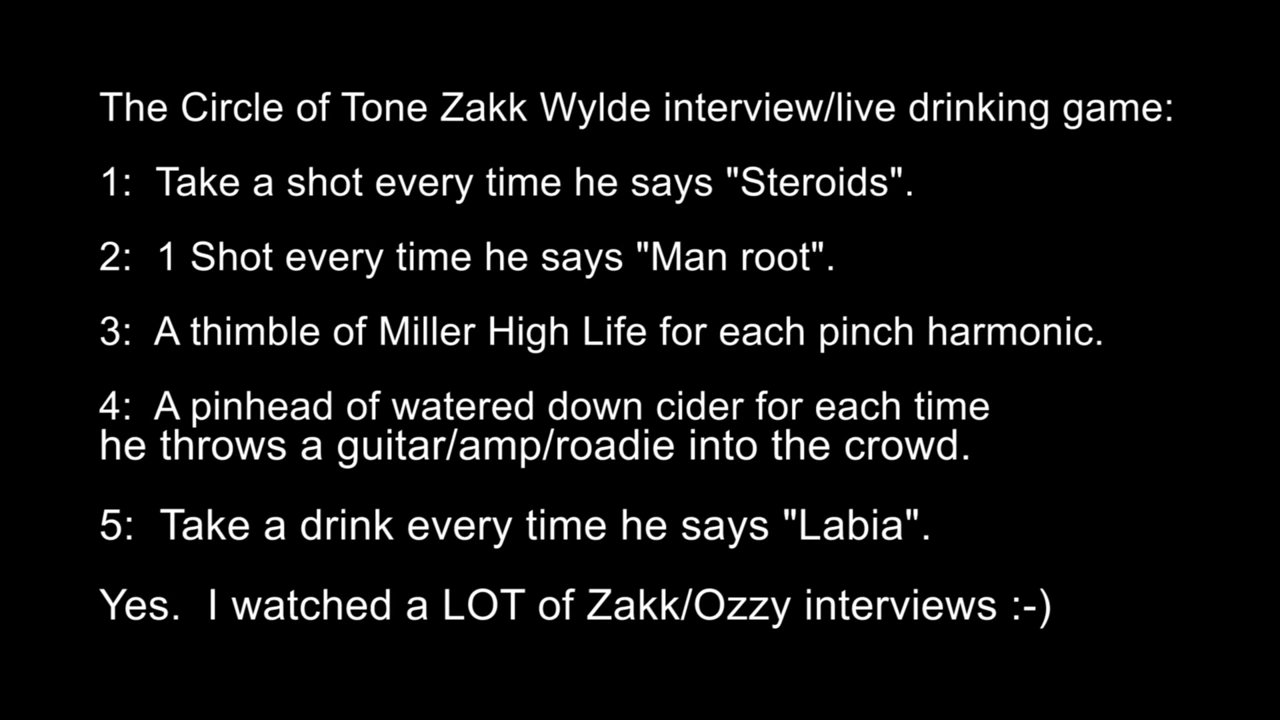 The Circle of Tone Zakk Wylde interview/live drinking game:
1:  Take a shot every time he says "Steroids".
2:  1 Shot every time he says "Man root".
3:  A thimble of Miller High Life for each pinch harmonic.
4:  A pinhead of watered down cider for each time
he throws a guitar/amp/roadie into the crowd.
5:  Take a drink every time he says "Labia".
Yes.  I watched a LOT of Zakk/Ozzy interviews :-)